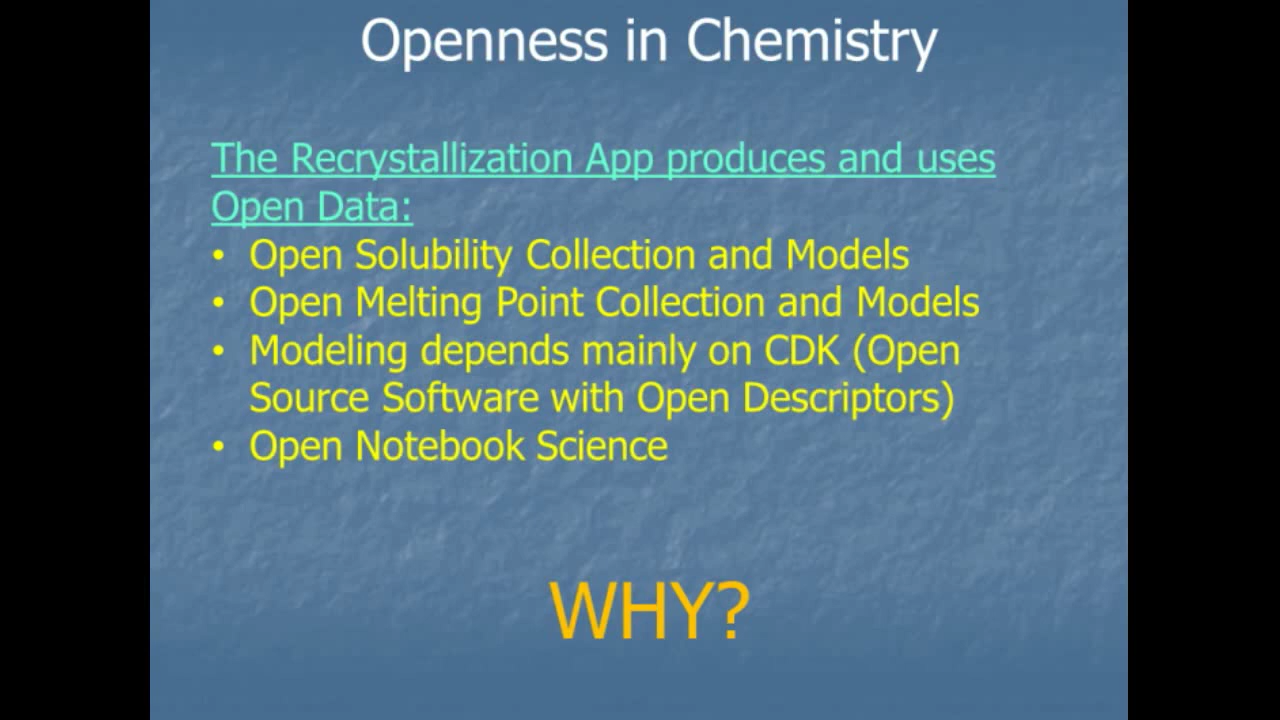 Openness in Chemistry
The Recrystallization App produces and uses
Open Data:
• Open Solubility Collection and Models
• Open Melting Point Collection and Models
• Modeling depends mainly on CDK (Open
Source Software with Open Descriptors)
• Open Notebook Science
WHY?